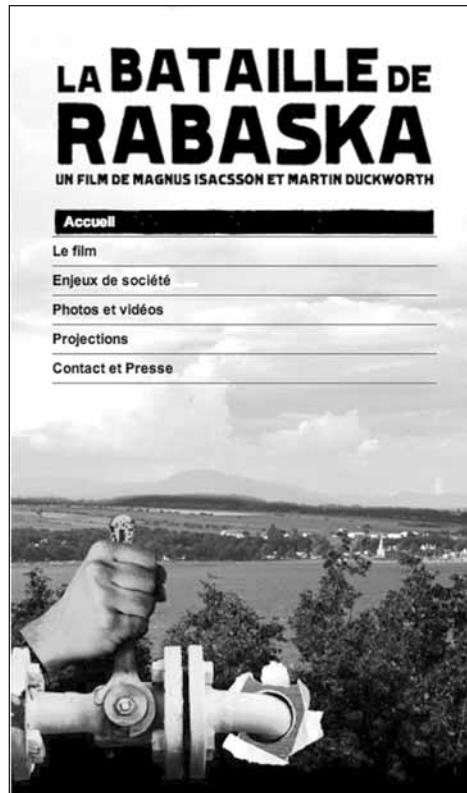 LA BATAILLE DE
RABASKA
UN FILM DE MAGNUS ISACSSON ET MARTIN DUCKWORTH
Accueil
Le film
Enjeux de société
Photos et vidéos
Projections
Contact et Presse